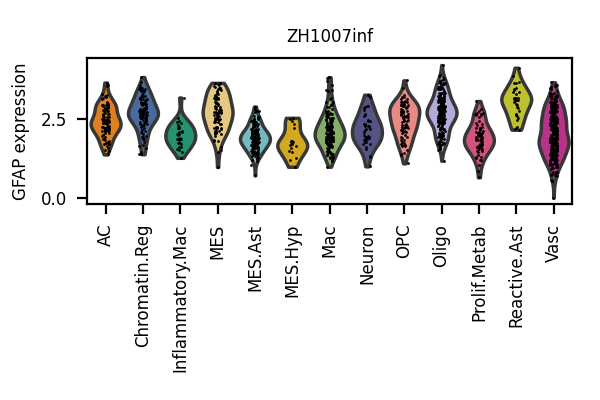 ZH1007inf
GFAP expression
2.5
0.0
AC
Chromatin.Reg
Inflammatory.Mac
MES
MES.Ast
MES.Hyp
Mac
Neuron
OPC
Oligo
Prolif.Metab
Reactive.Ast
Vasc